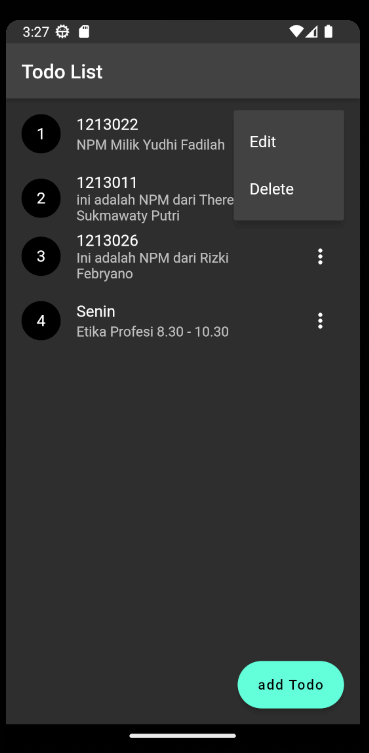 3:27
Todo List
1
1213022
NPM Milik Yudhi Fadilah
Edit
Delete
2
1213011
ini adalah NPM dari There
Sukmawaty Putri
3
1213026
Ini adalah NPM dari Rizki
Febryano
4
Senin
Etika Profesi 8.30 - 10.30
add Todo